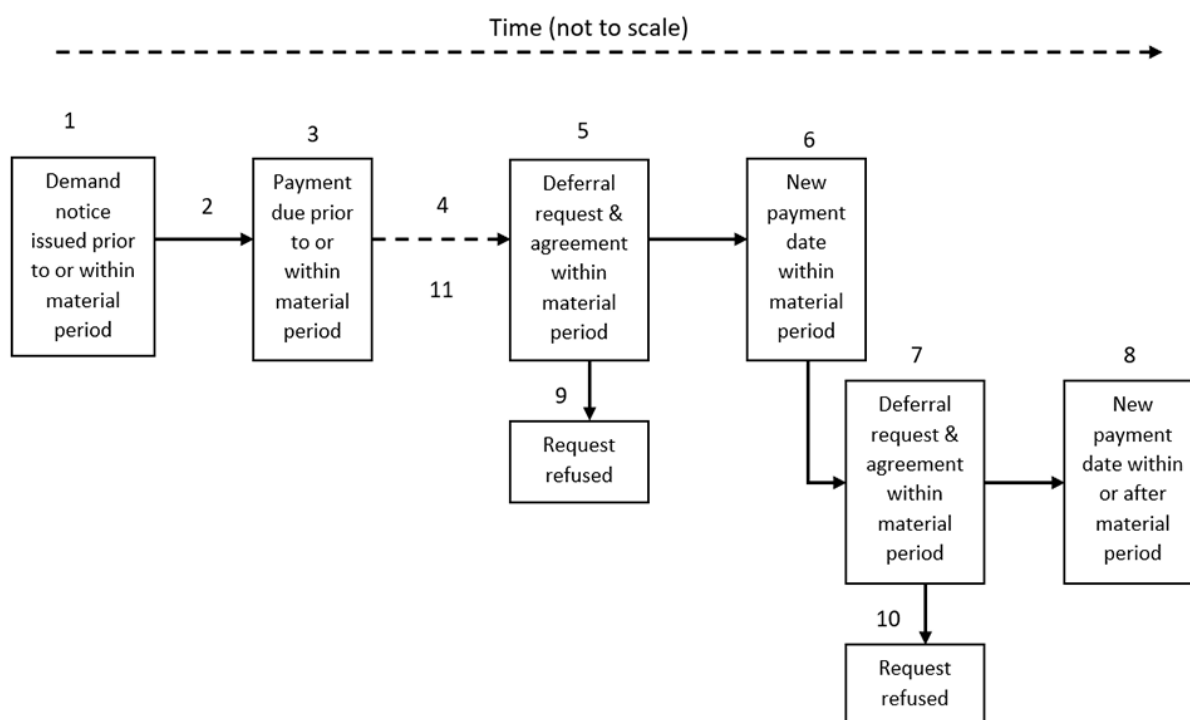 Time (not to scale)
1
Demand
notice
issued prior
to or within
material
period
2
3
Payment
due prior
to or
within
material
period
4
11
5
Deferral
request &
agreement
within
material
period
9
Request
refused
6
New
payment
date
within
material
period
7
Deferral
request &
agreement
within
material
period
10
Request
refused
8
New
payment
date within
or after
material
period